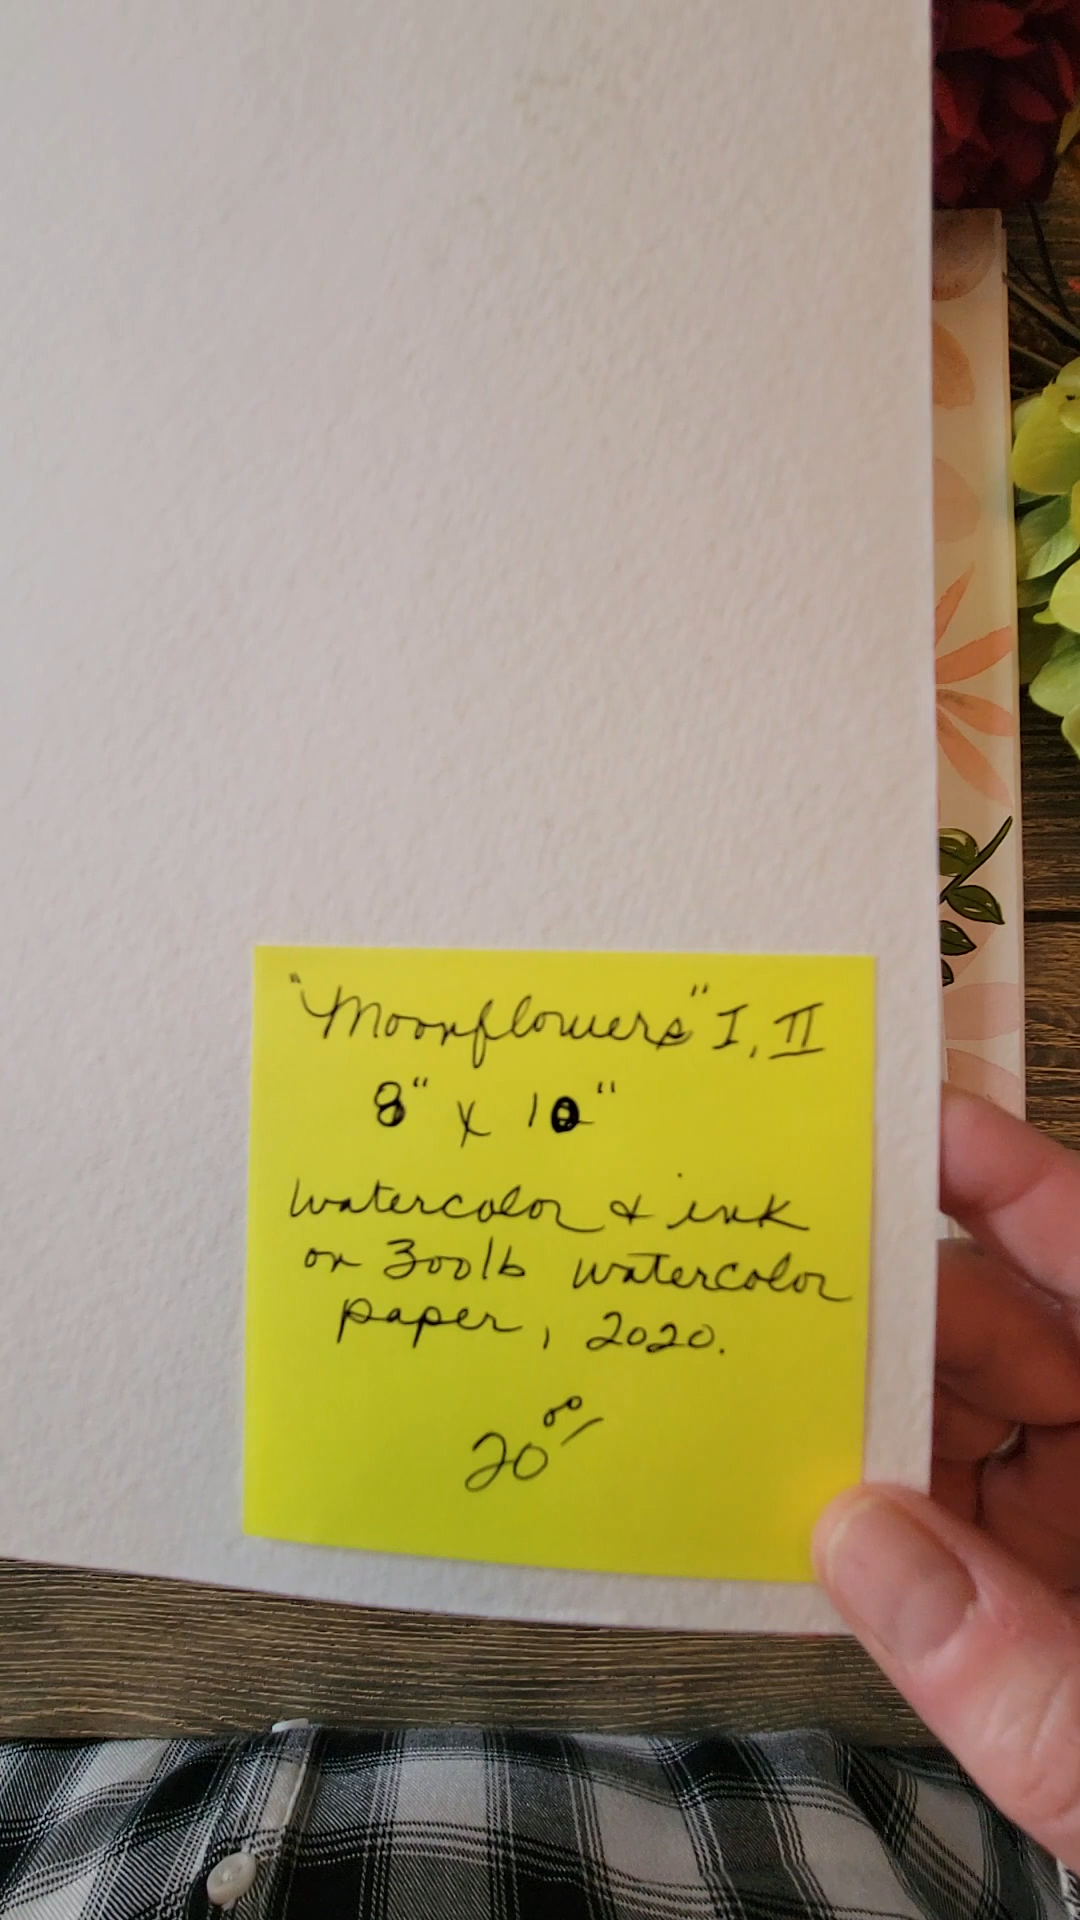 "Moonflowers" I, II
8" x 10"
watercolor & ink
on 300lb watercolor
paper, 2020.
20⁰⁰